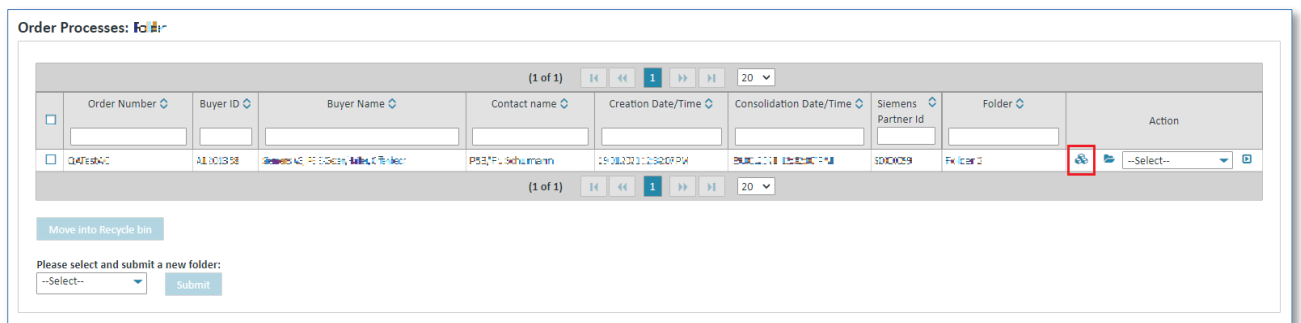 Order Processes:
(1 of 1) 1 20
Order Number Buyer ID Buyer Name Contact name Creation Date/Time Consolidation Date/Time Siemens Partner Id Folder Action
--Select--
(1 of 1) 1 20
Move into Recycle bin
Please select and submit a new folder:
--Select-- Submit